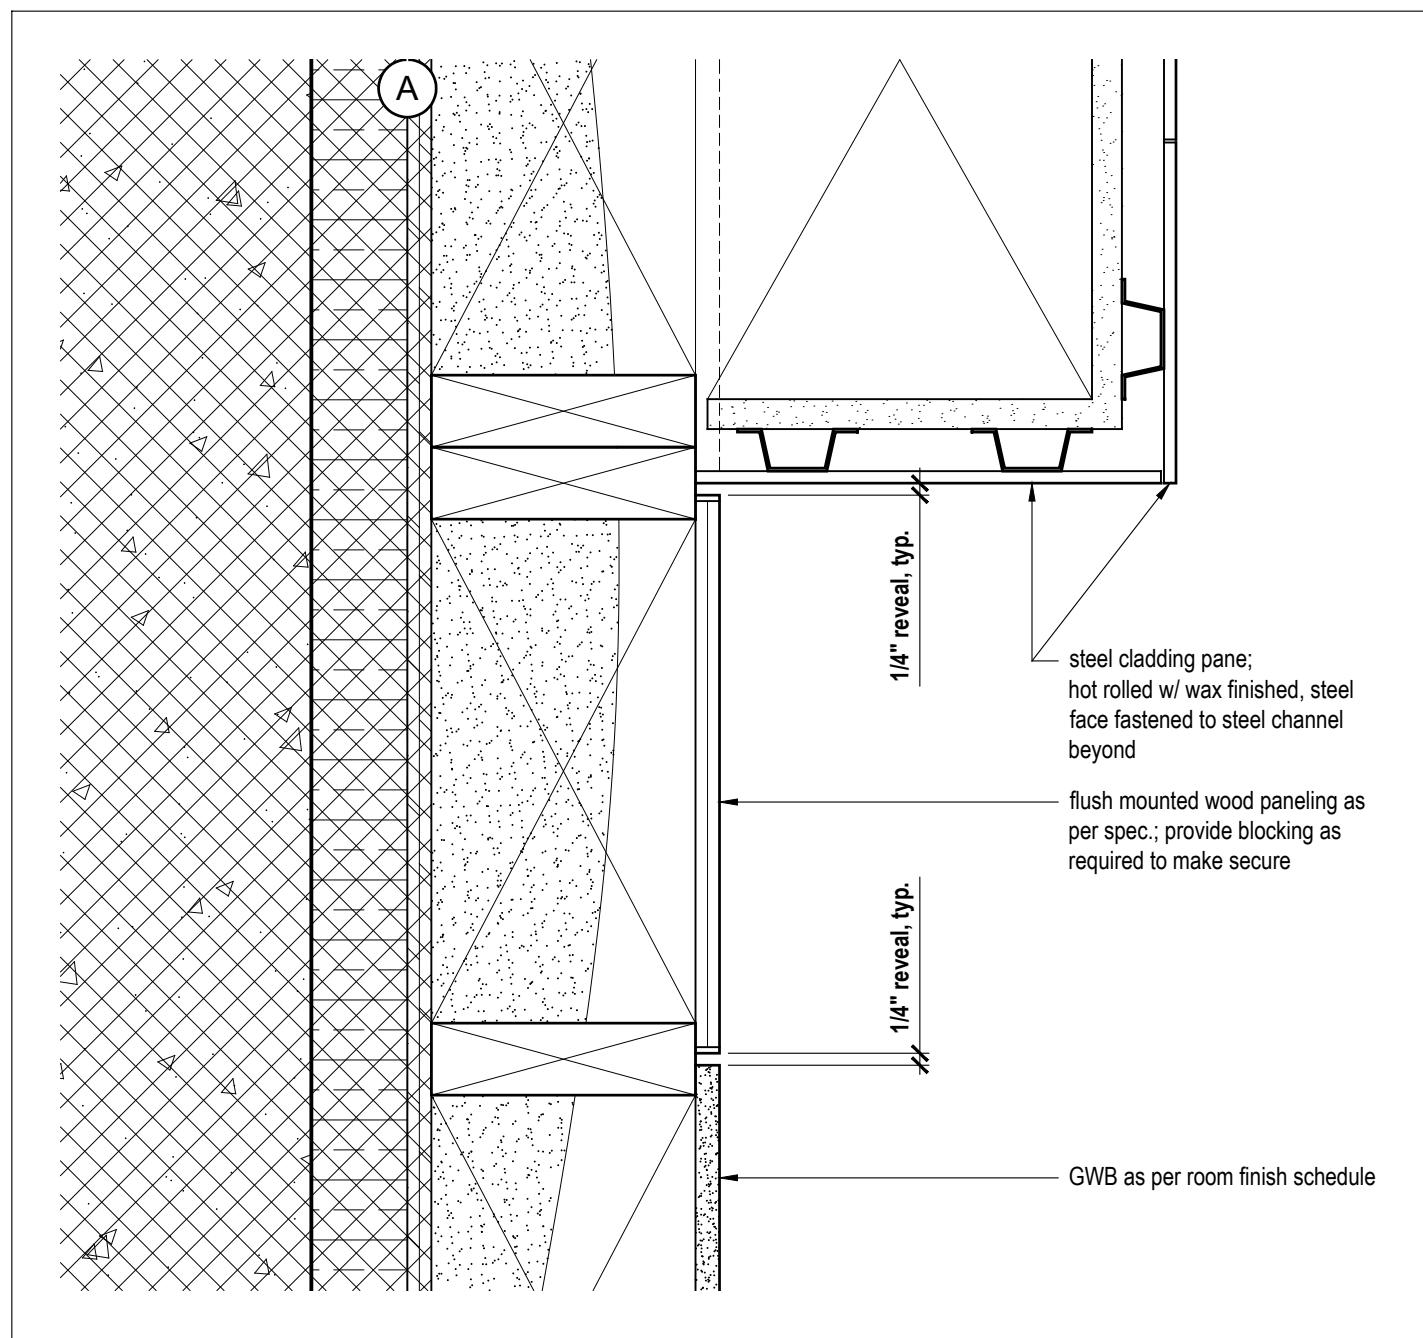 A
1/4" reveal, typ.
steel cladding pane;
hot rolled w/ wax finished, steel
face fastened to steel channel
beyond
flush mounted wood paneling as
per spec.; provide blocking as
required to make secure
1/4" reveal, typ.
GWB as per room finish schedule